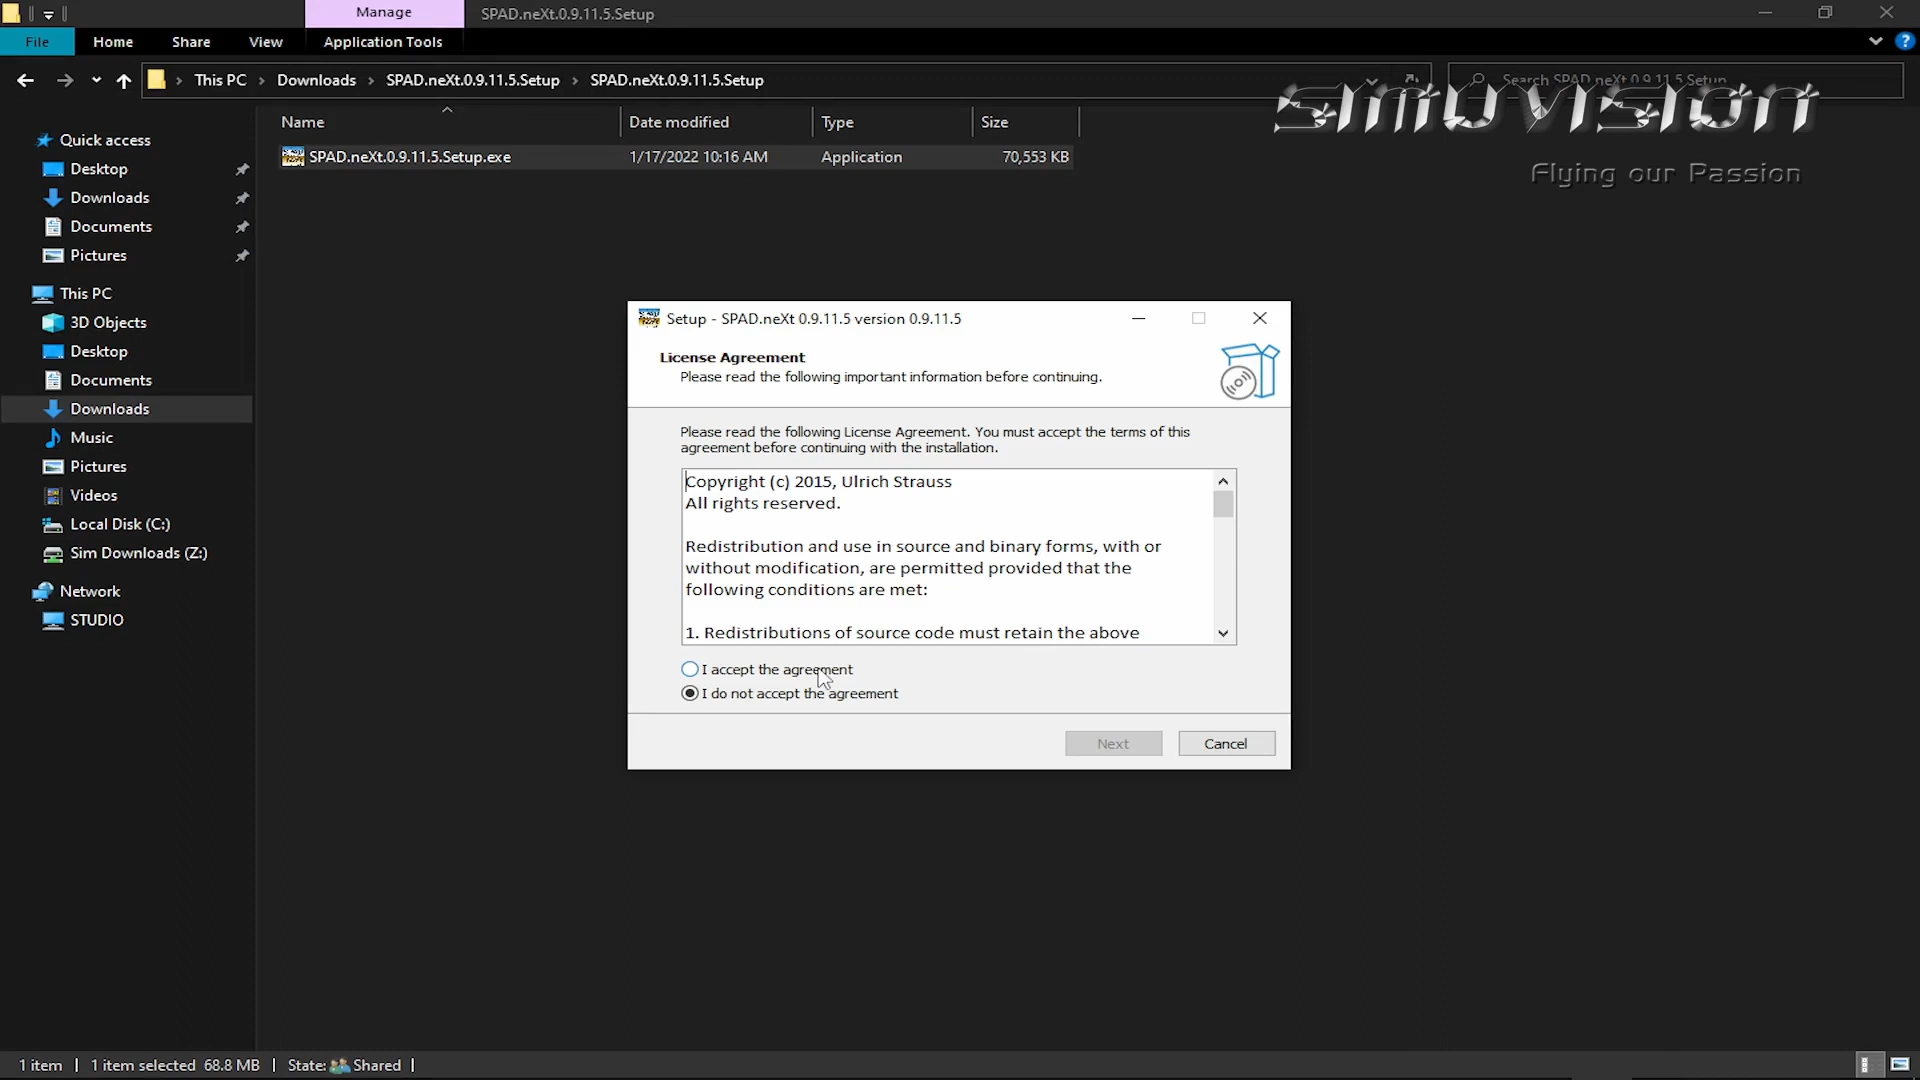 Manage
SPAD.neXt.0.9.11.5.Setup
File
Home
Share
View
Application Tools
This PC
Downloads
SPAD.neXt.0.9.11.5.Setup
SPAD.neXt.0.9.11.5.Setup
Search SPAD.neXt.0.9.11.5.Setup
simuvision
Flying our Passion
Name
Date modified
Type
Size
SPAD.neXt.0.9.11.5.Setup.exe
1/17/2022 10:16 AM
Application
70,553 KB
Quick access
Desktop
Downloads
Documents
Pictures
This PC
3D Objects
Desktop
Documents
Downloads
Music
Pictures
Videos
Local Disk (C:)
Sim Downloads (Z:)
Network
STUDIO
Setup - SPAD.neXt 0.9.11.5 version 0.9.11.5
License Agreement
Please read the following important information before continuing.
Please read the following License Agreement. You must accept the terms of this
agreement before continuing with the installation.
Copyright (c) 2015, Ulrich Strauss
All rights reserved.
Redistribution and use in source and binary forms, with or
without modification, are permitted provided that the
following conditions are met:
1. Redistributions of source code must retain the above
I accept the agreement
I do not accept the agreement
Next
Cancel
1 item
1 item selected 68.8 MB
State: Shared